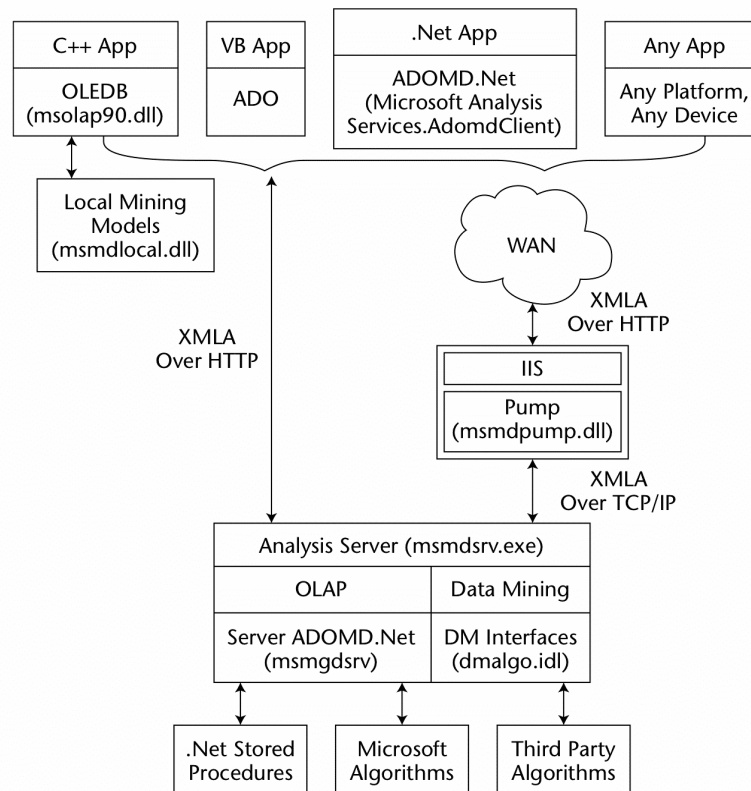 C++ App
OLEDB
(msolap90.dll)
VB App
ADO
.Net App
ADOMD.Net
(Microsoft Analysis
Services.AdomdClient)
Any App
Any Platform,
Any Device
Local Mining
Models
(msmdlocal.dll)
WAN
XMLA
Over HTTP
XMLA
Over HTTP
IIS
Pump
(msmdpump.dll)
XMLA
Over TCP/IP
Analysis Server (msmdsrv.exe)
OLAP
Data Mining
Server ADOMD.Net
(msmgdsrv)
DM Interfaces
(dmalgo.idl)
.Net Stored
Procedures
Microsoft
Algorithms
Third Party
Algorithms